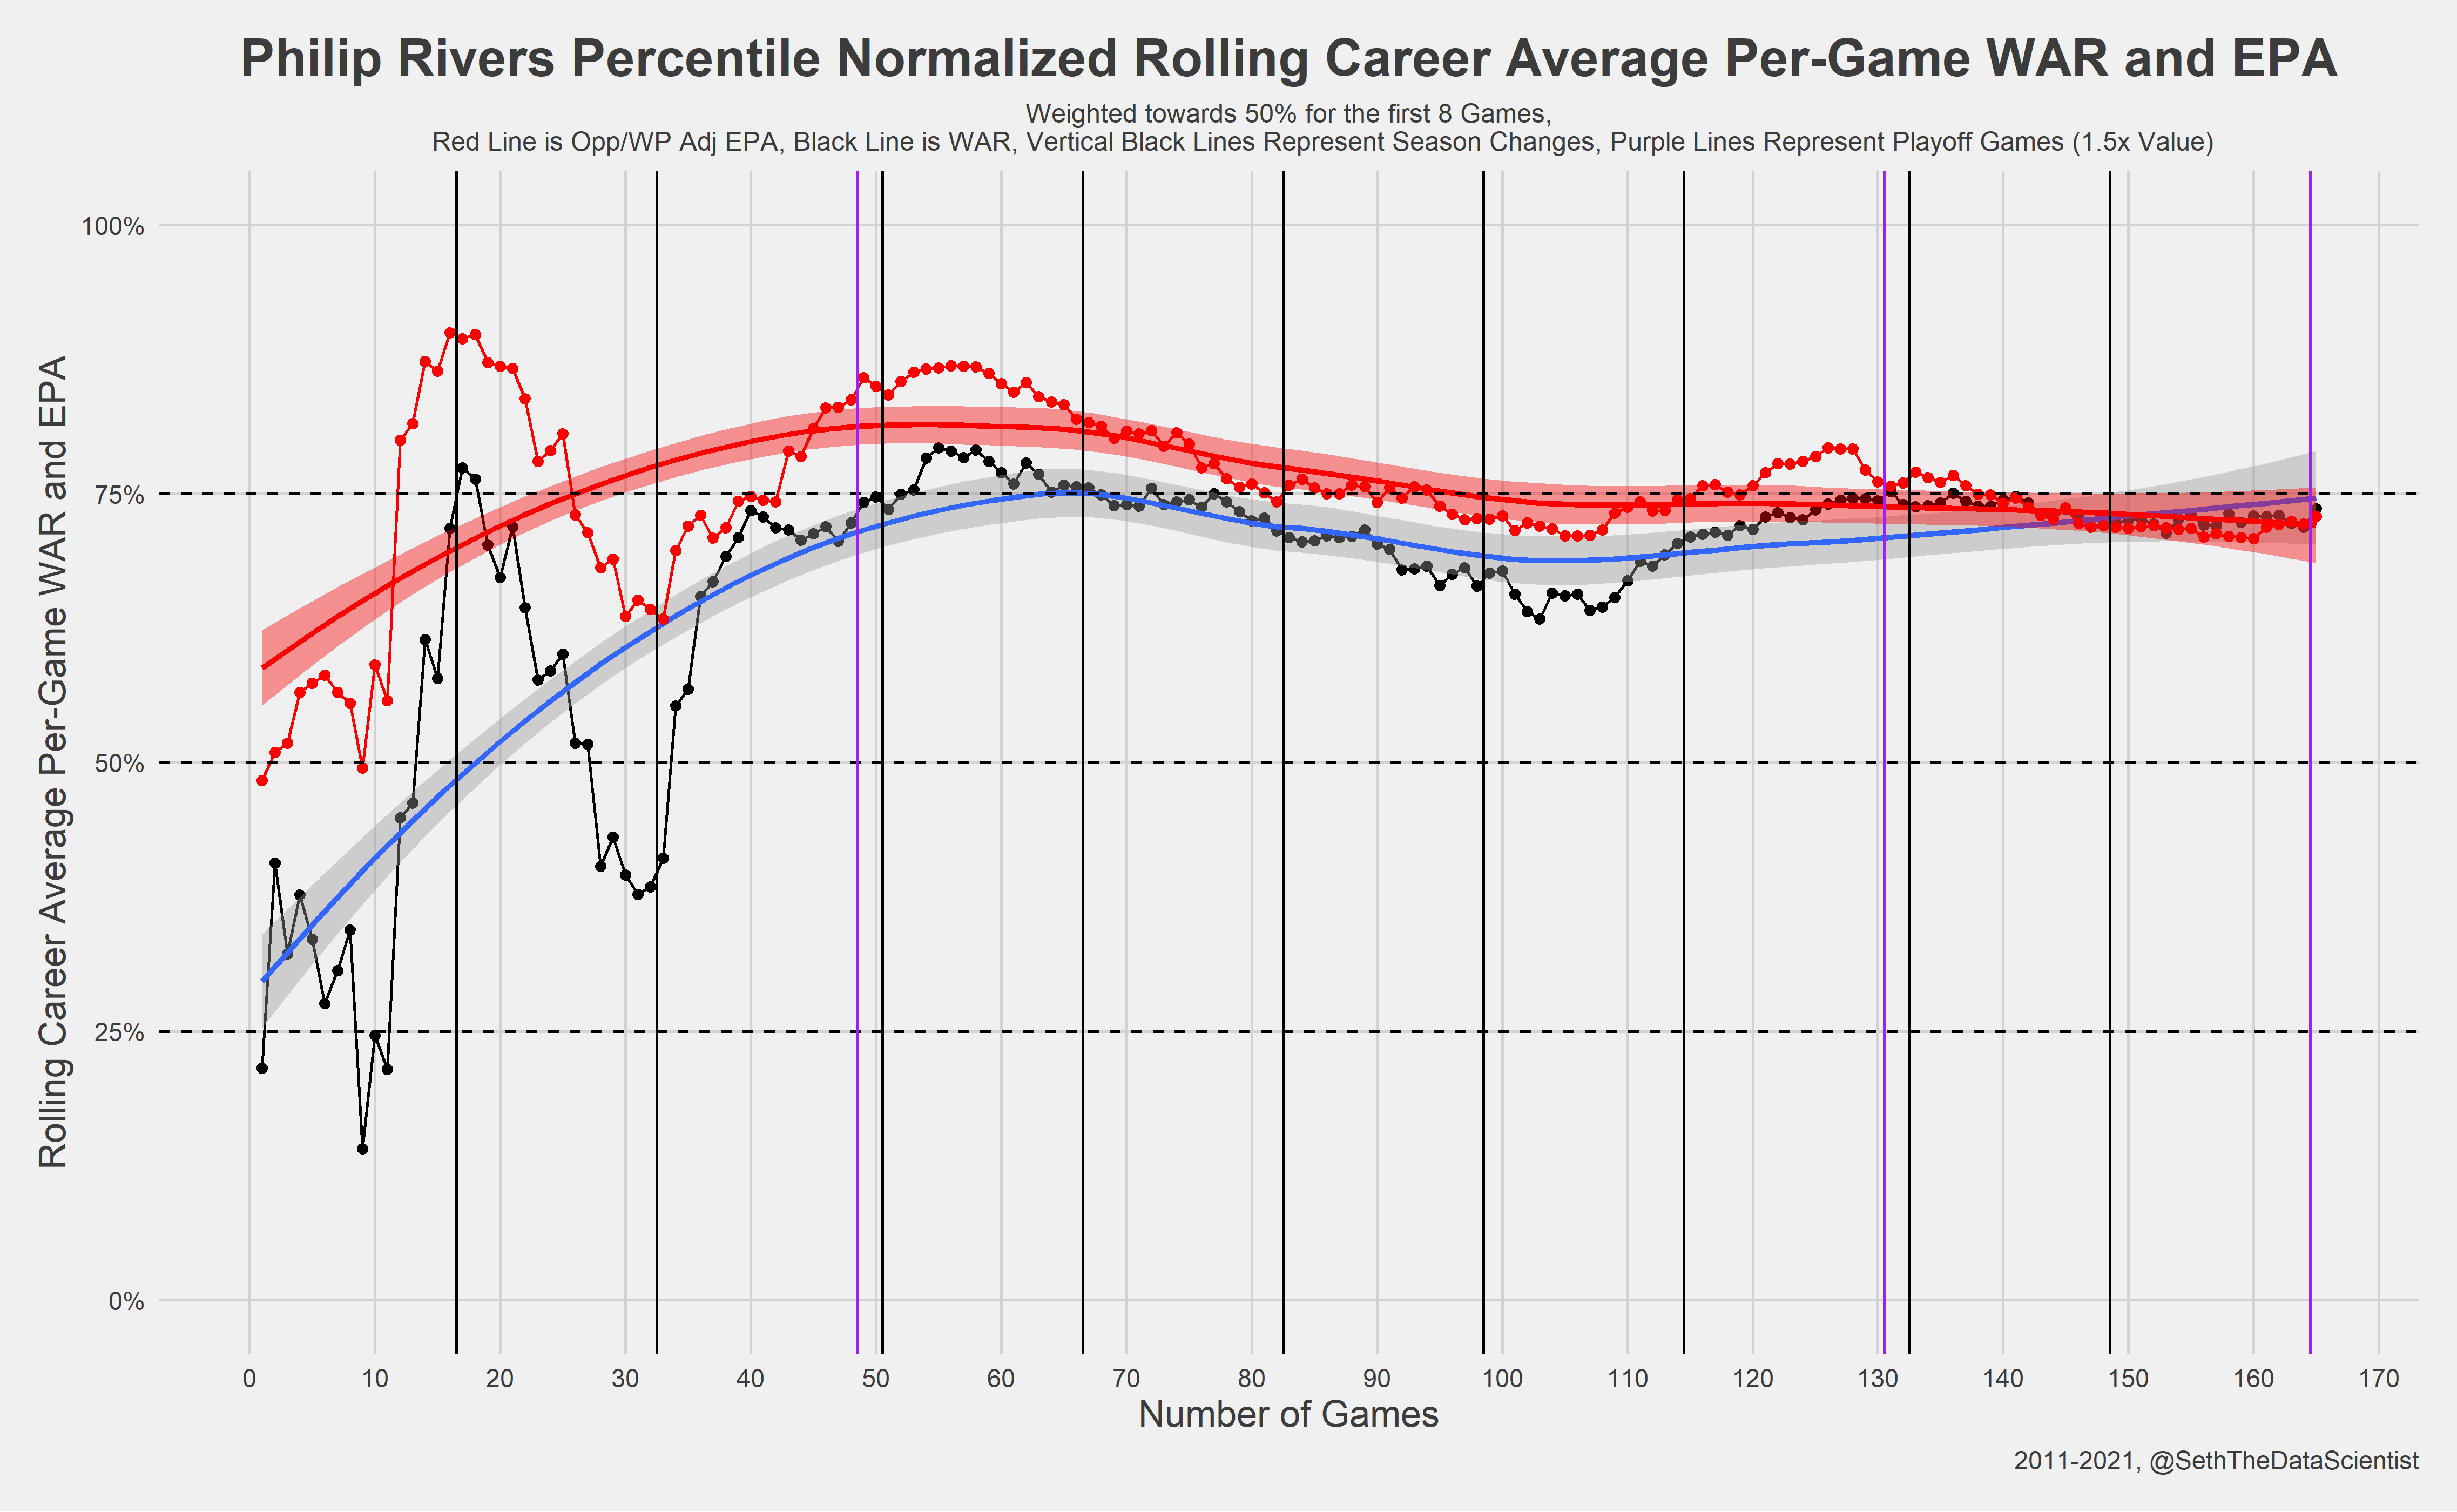 Philip Rivers Percentile Normalized Rolling Career Average Per-Game WAR and EPA
Weighted towards 50% for the first 8 Games,
Red Line is Opp/WP Adj EPA, Black Line is WAR, Vertical Black Lines Represent Season Changes, Purple Lines Represent Playoff Games (1.5x Value)
Rolling Career Average Per-Game WAR and EPA
100%
75%
50%
25%
0%
0 10 20 30 40 50 60 70 80 90 100 110 120 130 140 150 160 170
Number of Games
2011-2021, @SethTheDataScientist